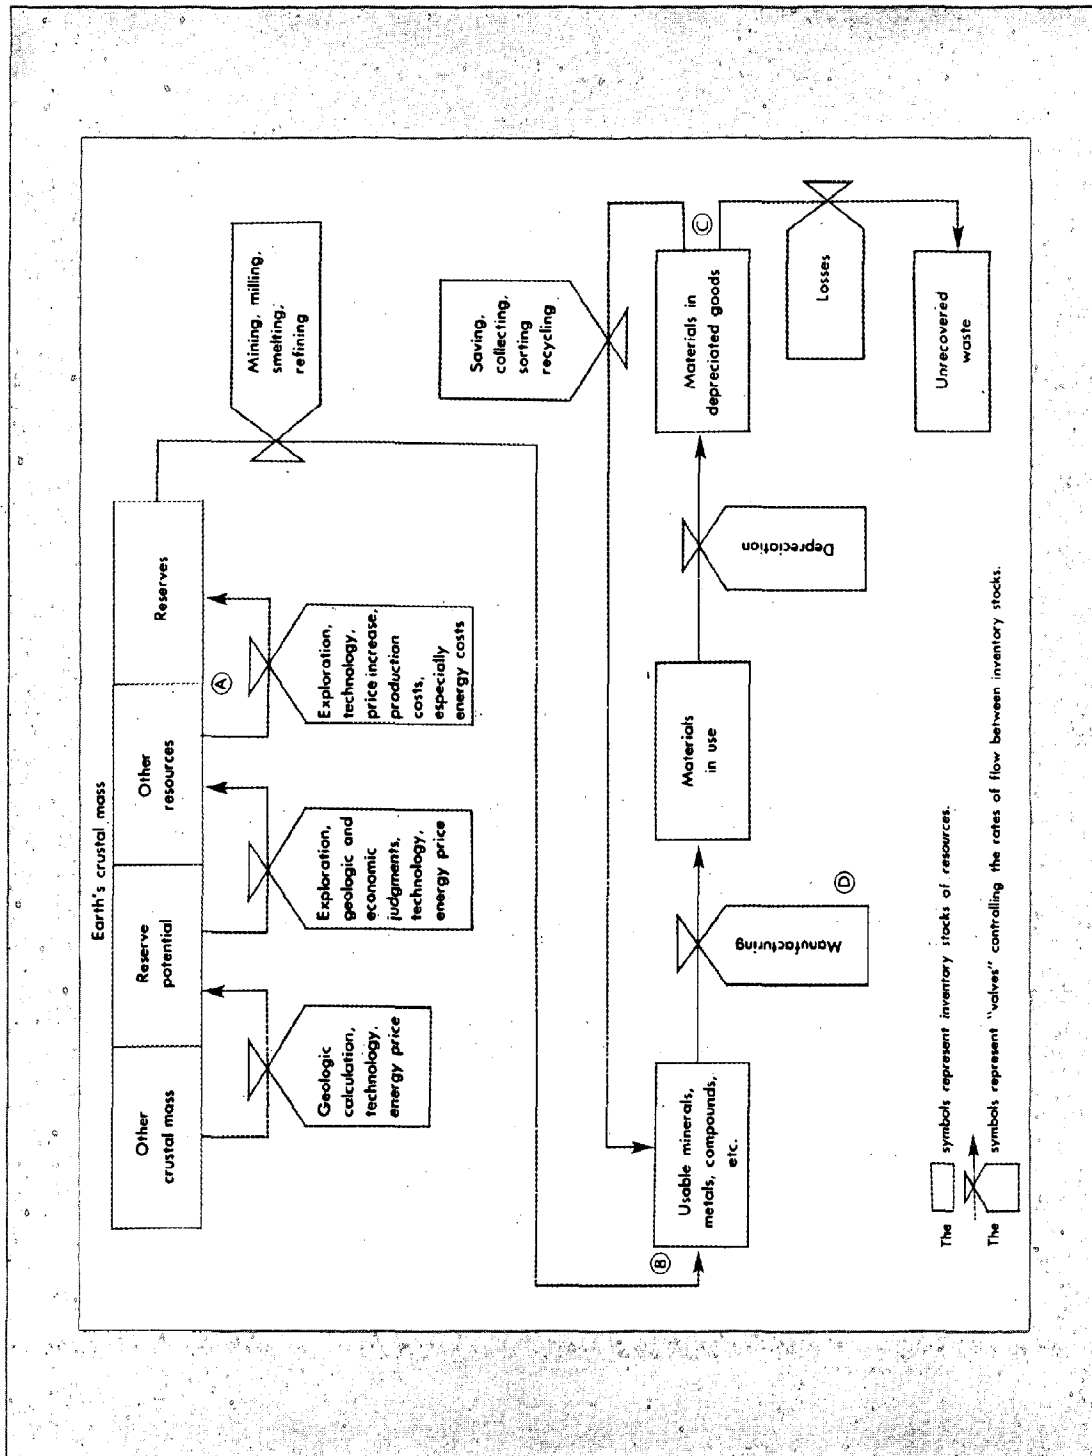 Earth's crustal mass
Other
crustal mass
Reserve
potential
Other
resources
Reserves
Geologic
calculation,
technology,
energy price
Exploration,
geologic and
economic
judgments,
technology,
energy price
A
Exploration,
technology,
price increase,
production
costs,
especially
energy costs
Mining, milling,
smelting,
refining
Saving,
collecting,
sorting
recycling
B
Usable minerals,
metals, compounds,
etc.
Manufacturing
D
Materials
in use
Depreciation
Materials in
depreciated goods
C
Losses
Unrecovered
waste
The symbols represent inventory stocks of resources.
The symbols represent "valves" controlling the rates of flow between inventory stocks.